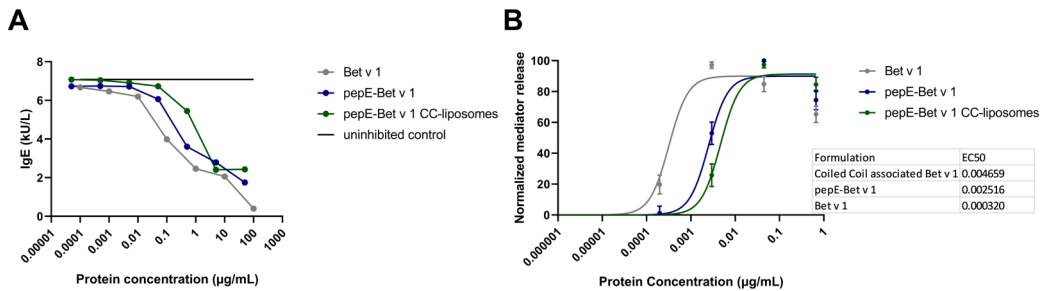 A
IgE (kU/L)
8
6
4
2
0
0.00001
0.0001
0.001
0.01
0.1
1
10
100
1000
Protein concentration (µg/mL)
Bet v 1
pepE-Bet v 1
pepE-Bet v 1 CC-liposomes
uninhibited control
B
Normalized mediator release
100
80
60
40
20
0
0.000001
0.00001
0.0001
0.001
0.01
0.1
1
Protein Concentration (µg/mL)
Bet v 1
pepE-Bet v 1
pepE-Bet v 1 CC-liposomes
Formulation EC50
Coiled Coil associated Bet v 1 0.004659
pepE-Bet v 1 0.002516
Bet v 1 0.000320